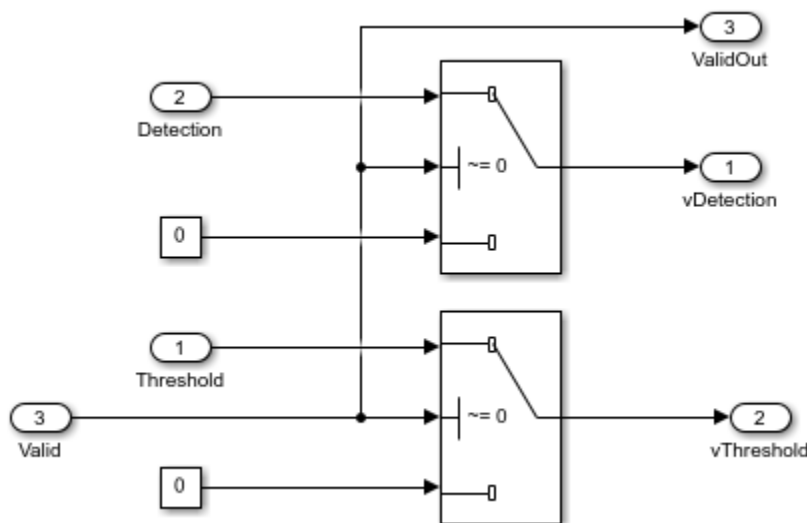 3
ValidOut
2
Detection
~= 0
1
vDetection
0
1
Threshold
3
Valid
~= 0
2
vThreshold
0